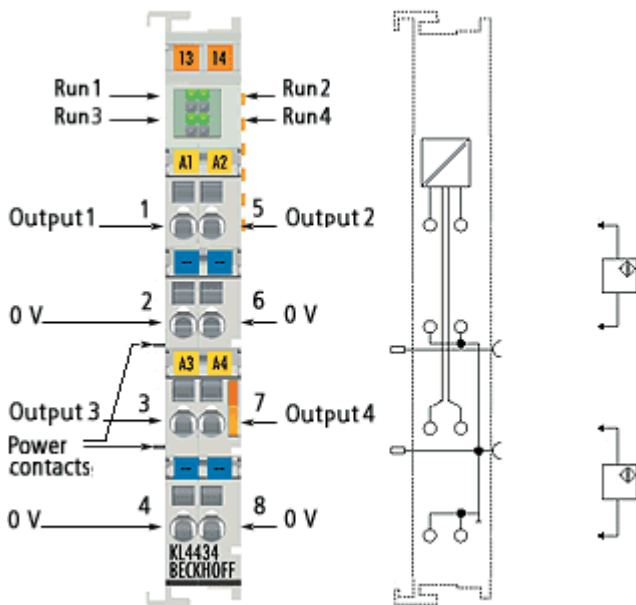 13 14
Run 1 Run 2
Run 3 Run 4
A1 A2
Output 1 1 5 Output 2
-- --
2 6
0 V 0 V
A3 A4
Output 3 3 7 Output 4
Power
contacts
-- --
4 8
0 V 0 V
KL4434
BECKHOFF